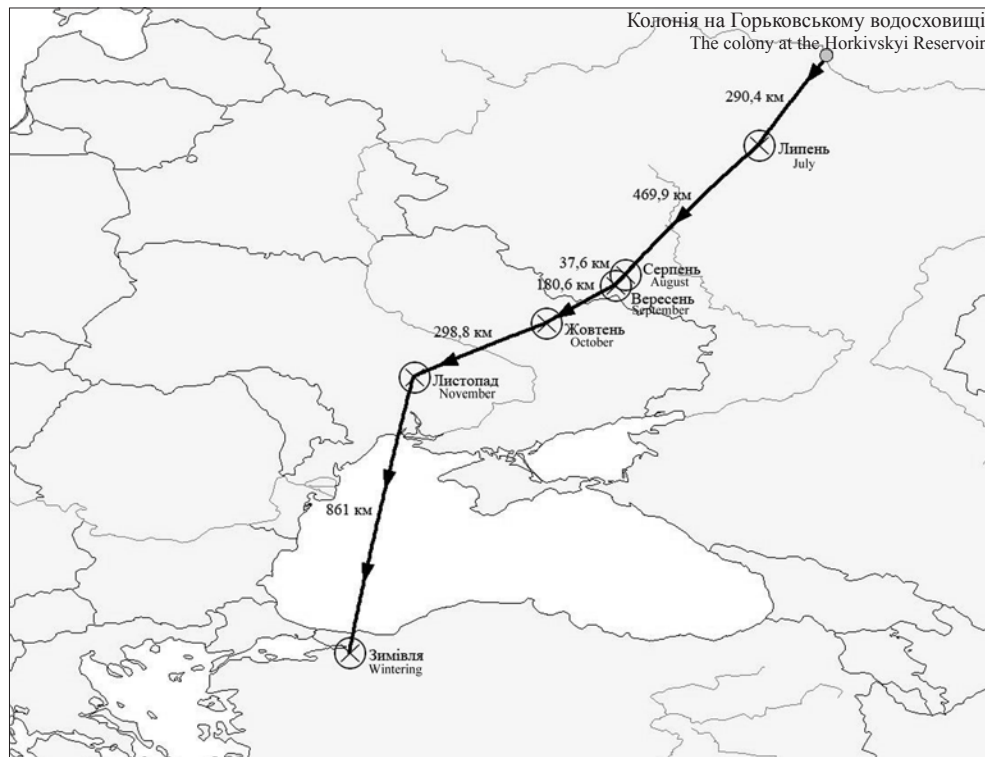 Колонія на Горьковському водосховищі
The colony at the Horkivskyi Reservoir
290,4 км
Липень
July
469,9 км
37,6 км
Серпень
August
180,6 км
Вересень
September
298,8 км
Жовтень
October
Листопад
November
861 км
Зимівля
Wintering